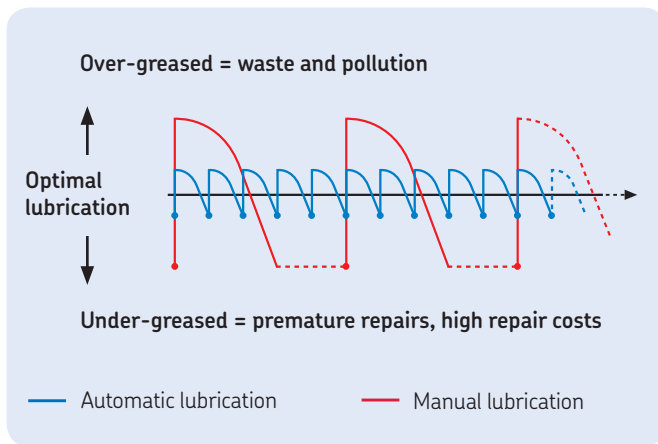 Over-greased = waste and pollution
Optimal
lubrication
Under-greased = premature repairs, high repair costs
Automatic lubrication
Manual lubrication